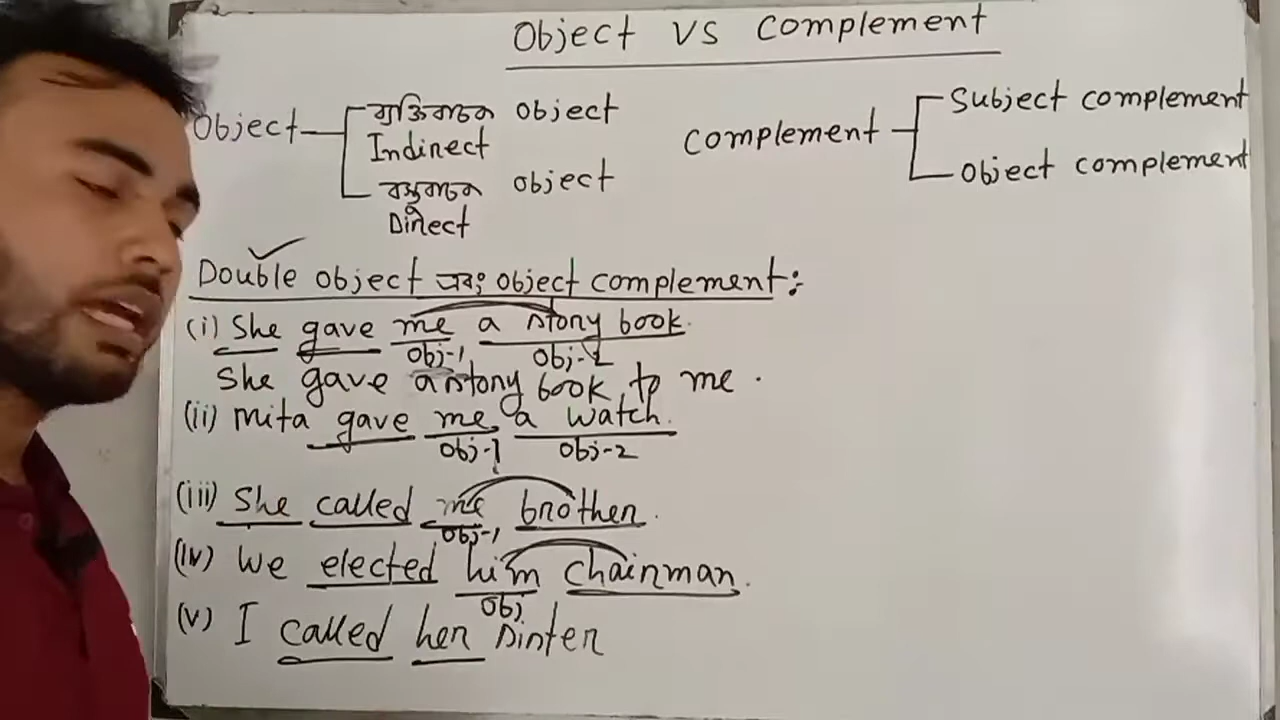 Object vs complement
Object ব্যক্তিবাচক object
Indirect
বস্তুবাচক object
Direct
complement Subject complement
object complement
Double object এবং object complement:
(i) She gave me a story book.
obj-1 obj-2
She gave a story book to me.
(ii) Mita gave me a watch.
obj-1 obj-2
(iii) She called me brother.
obj-1
(iv) We elected him chairman.
obj
(v) I called her sister